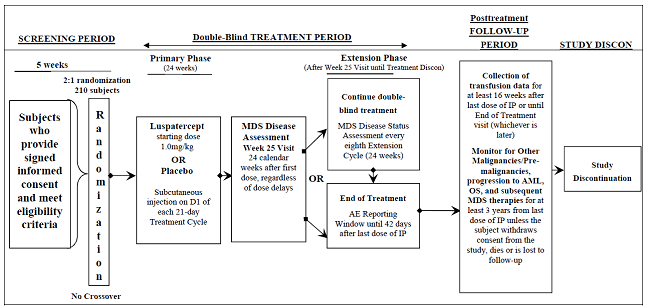 SCREENING PERIOD
Double-Blind TREATMENT PERIOD
Posttreatment
FOLLOW-UP
PERIOD
STUDY DISCON
5 weeks
2:1 randomization
210 subjects
Subjects
who
provide
signed
informed
consent
and meet
eligibility
criteria
R
a
n
d
o
m
i
z
a
t
i
o
n
No Crossover
Primary Phase
(24 weeks)
Luspatercept
starting dose
1.0mg/kg
OR
Placebo
Subcutaneous
injection on D1 of
each 21-day
Treatment Cycle
MDS Disease
Assessment
Week 25 Visit
24 calendar
weeks after first
dose, regardless
of dose delays
Extension Phase
(After Week 25 Visit until Treatment Discon)
Continue double-
blind treatment
MDS Disease Status
Assessment every
eighth Extension
Cycle (24 weeks)
OR
End of Treatment
AE Reporting
Window until 42 days
after last dose of IP
Collection of
transfusion data for
at least 16 weeks after
last dose of IP or until
End of Treatment
visit (whichever is
later)
Monitor for Other
Malignancies/Pre-
malignancies,
progression to AML,
OS, and subsequent
MDS therapies for at
least 3 years from last
dose of IP unless the
subject withdraws
consent from the
study, dies or is lost to
follow-up
Study
Discontinuation